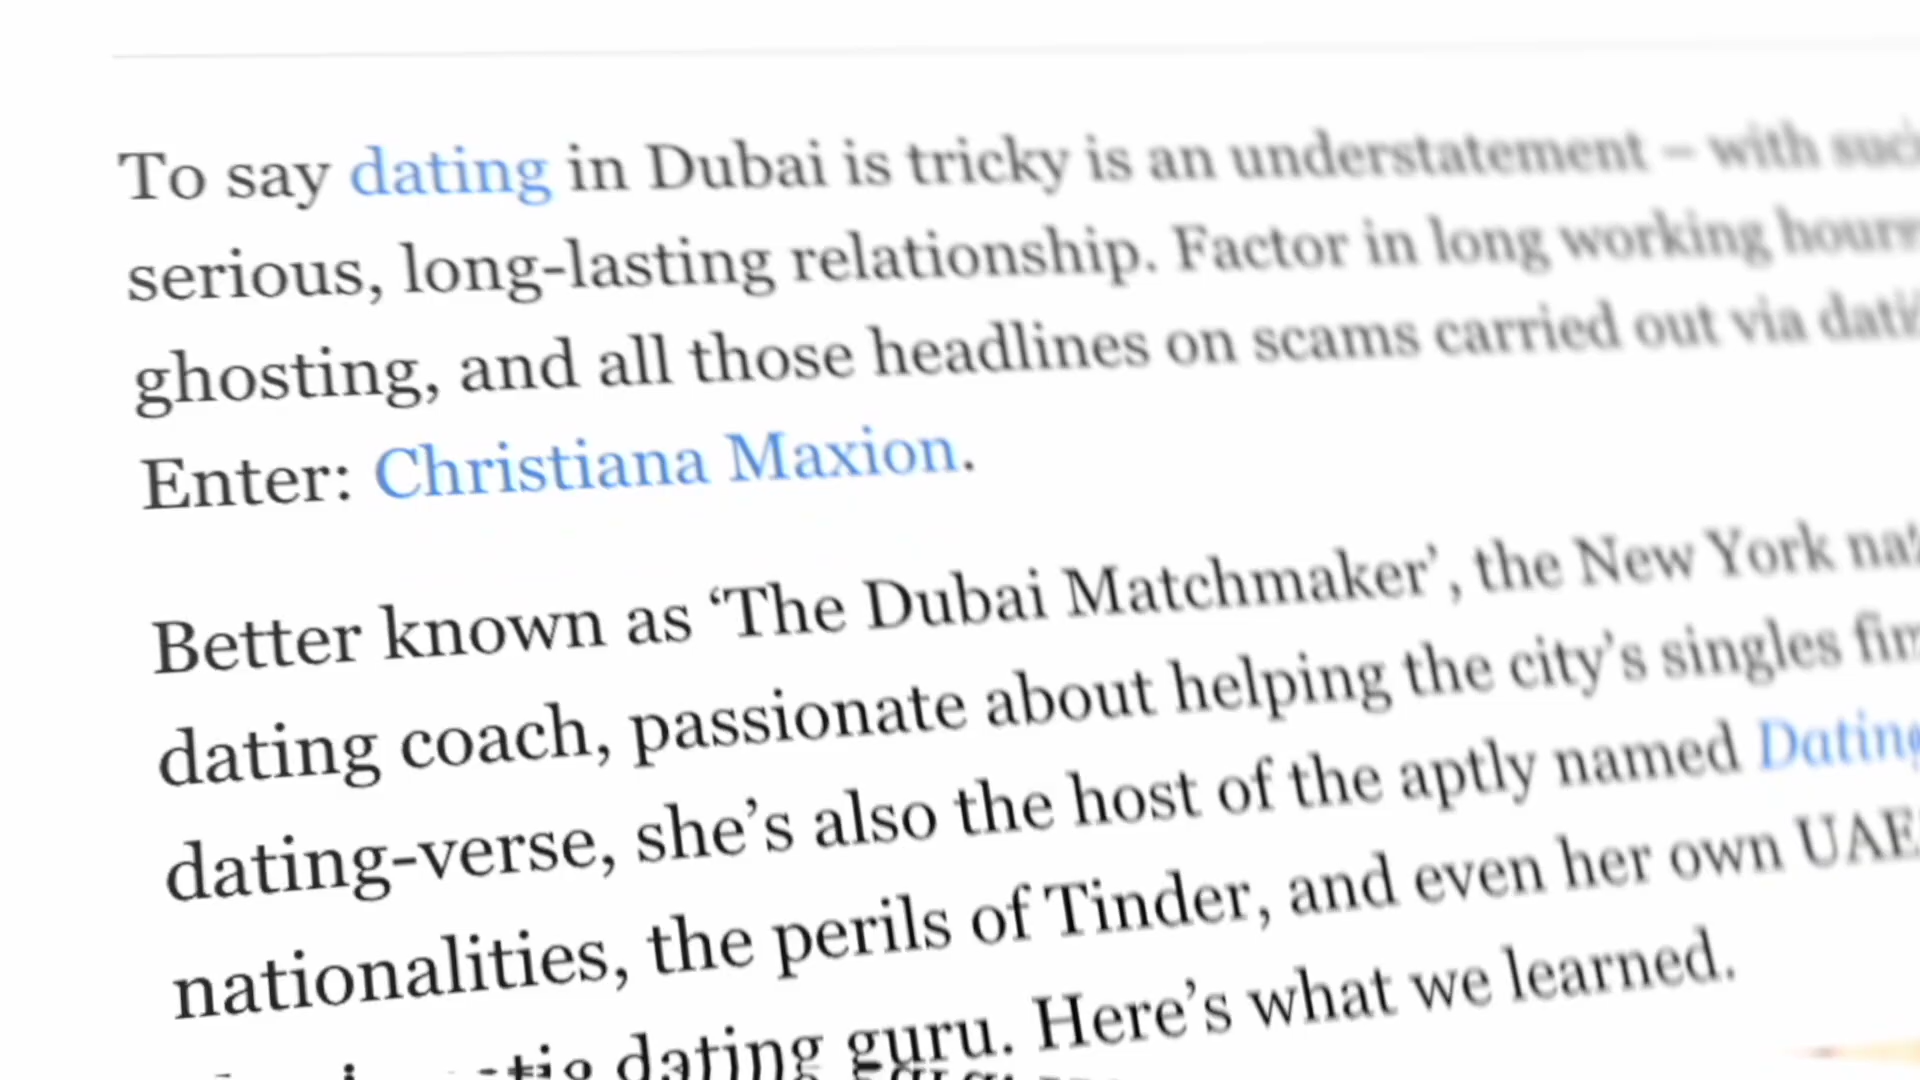 To say dating in Dubai is tricky is an understatement – with
serious, long-lasting relationship. Factor in long working hours
ghosting, and all those headlines on scams carried out via
Enter: Christiana Maxion.
Better known as ‘The Dubai Matchmaker’, the New York
dating coach, passionate about helping the city’s singles
dating-verse, she’s also the host of the aptly named Dating
nationalities, the perils of Tinder, and even her own UAE
dating guru. Here’s what we learned.